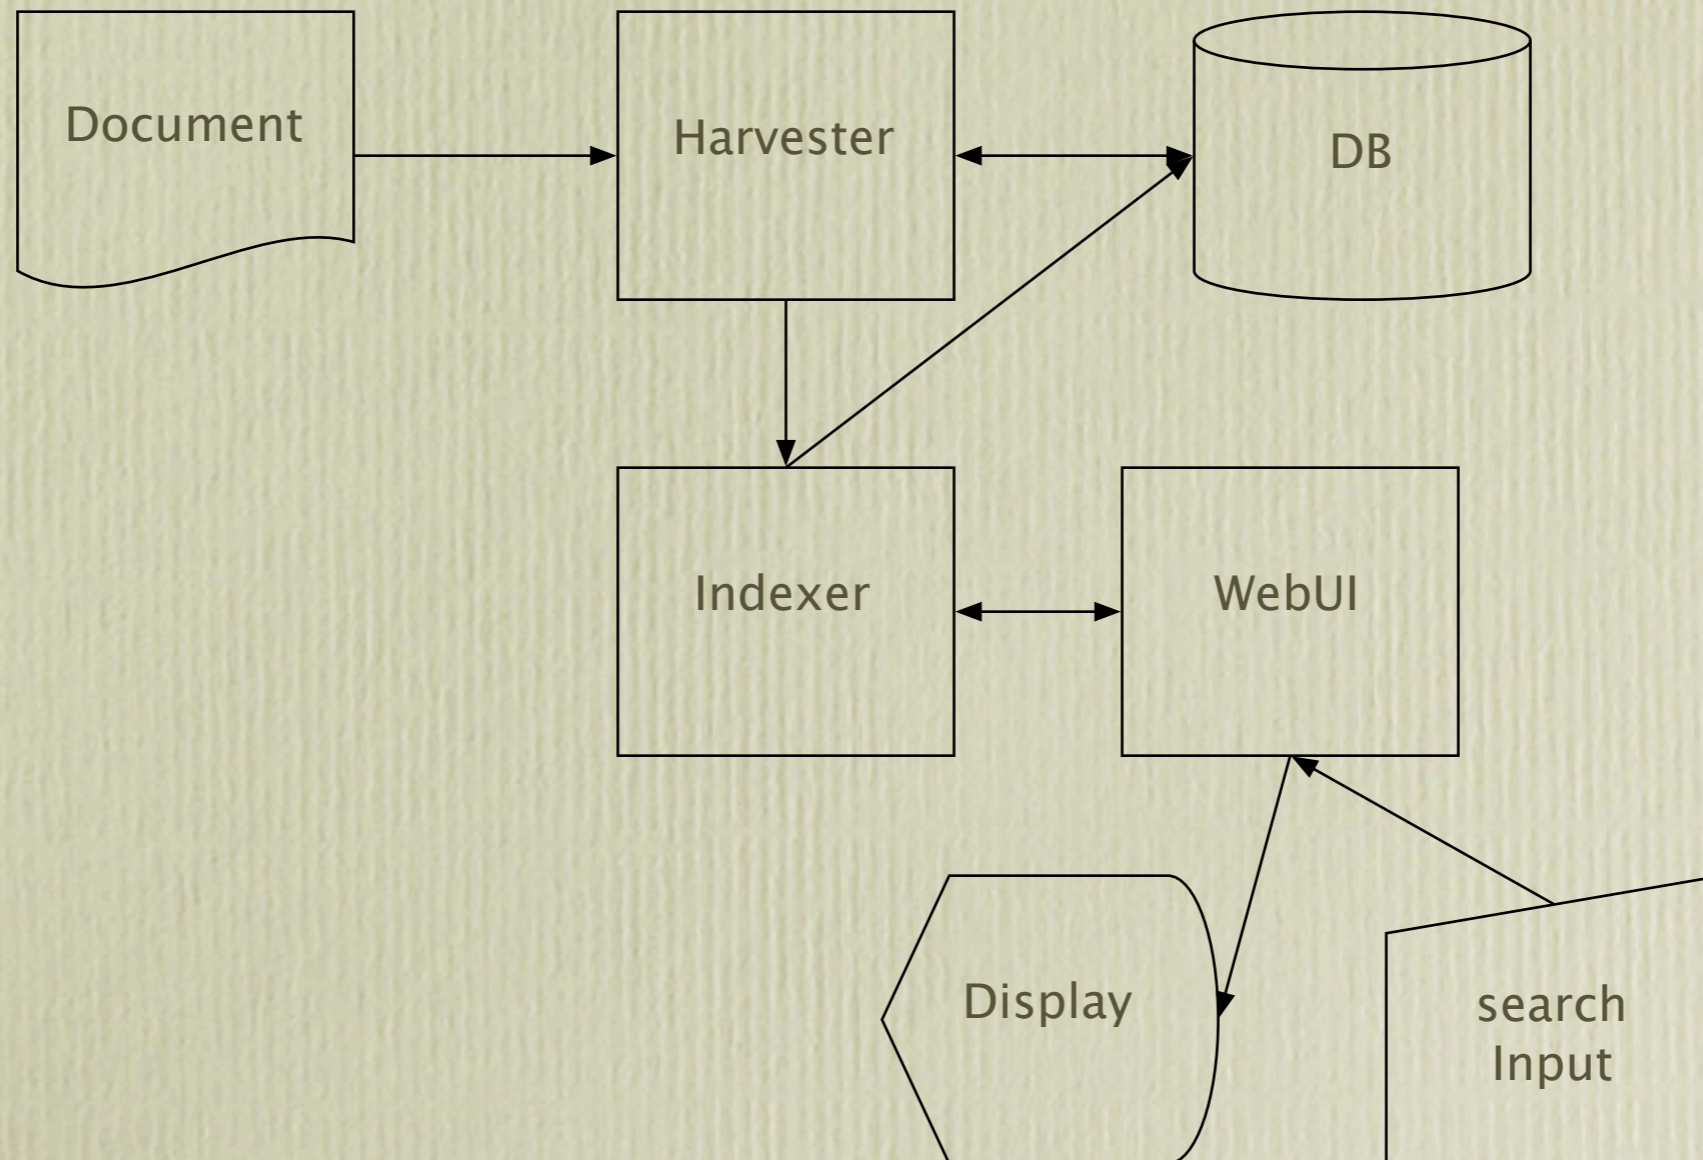 Document
Harvester
DB
Indexer
WebUI
Display
search
Input